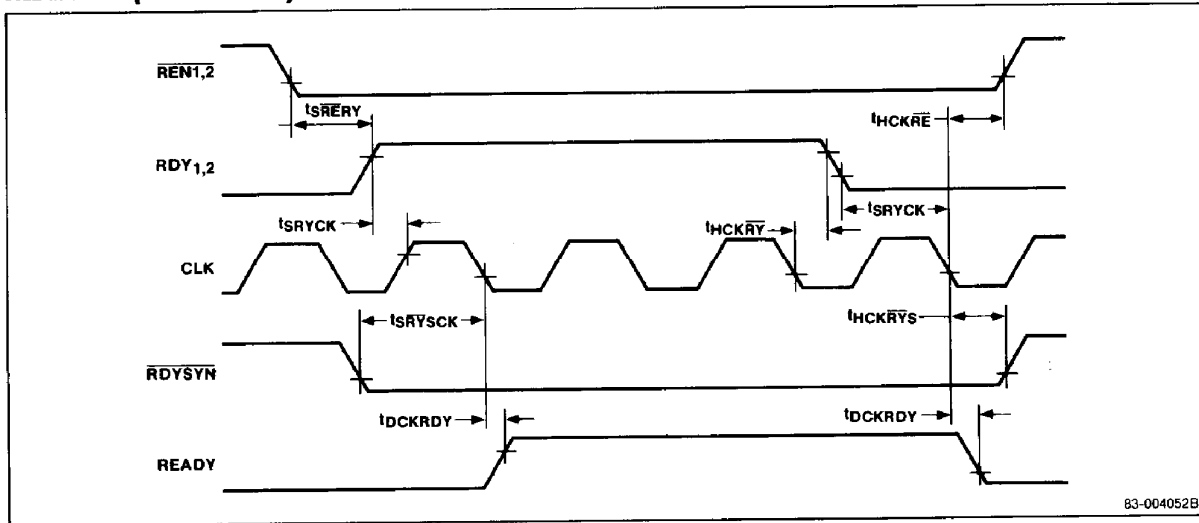 REN1,2
tSRERY
tHCKRE
RDY1,2
tSRYCK
tSRYCK
tHCKRY
CLK
tSRYSCK
tHCKRYS
RDYSYN
tDCKRDY
tDCKRDY
READY
83-004052B